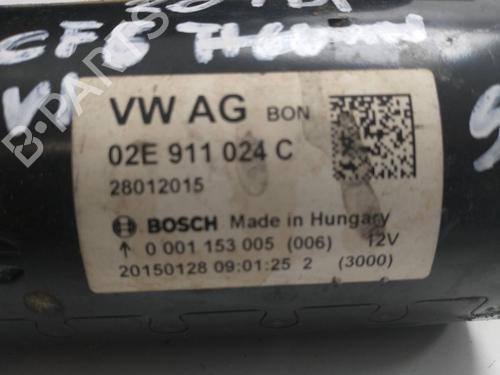 VW AG BON
02E 911 024 C
28012015
BOSCH Made in Hungary
↑ 0 001 153 005 (006) 12V
20150128 09:01:25 2 (3000)